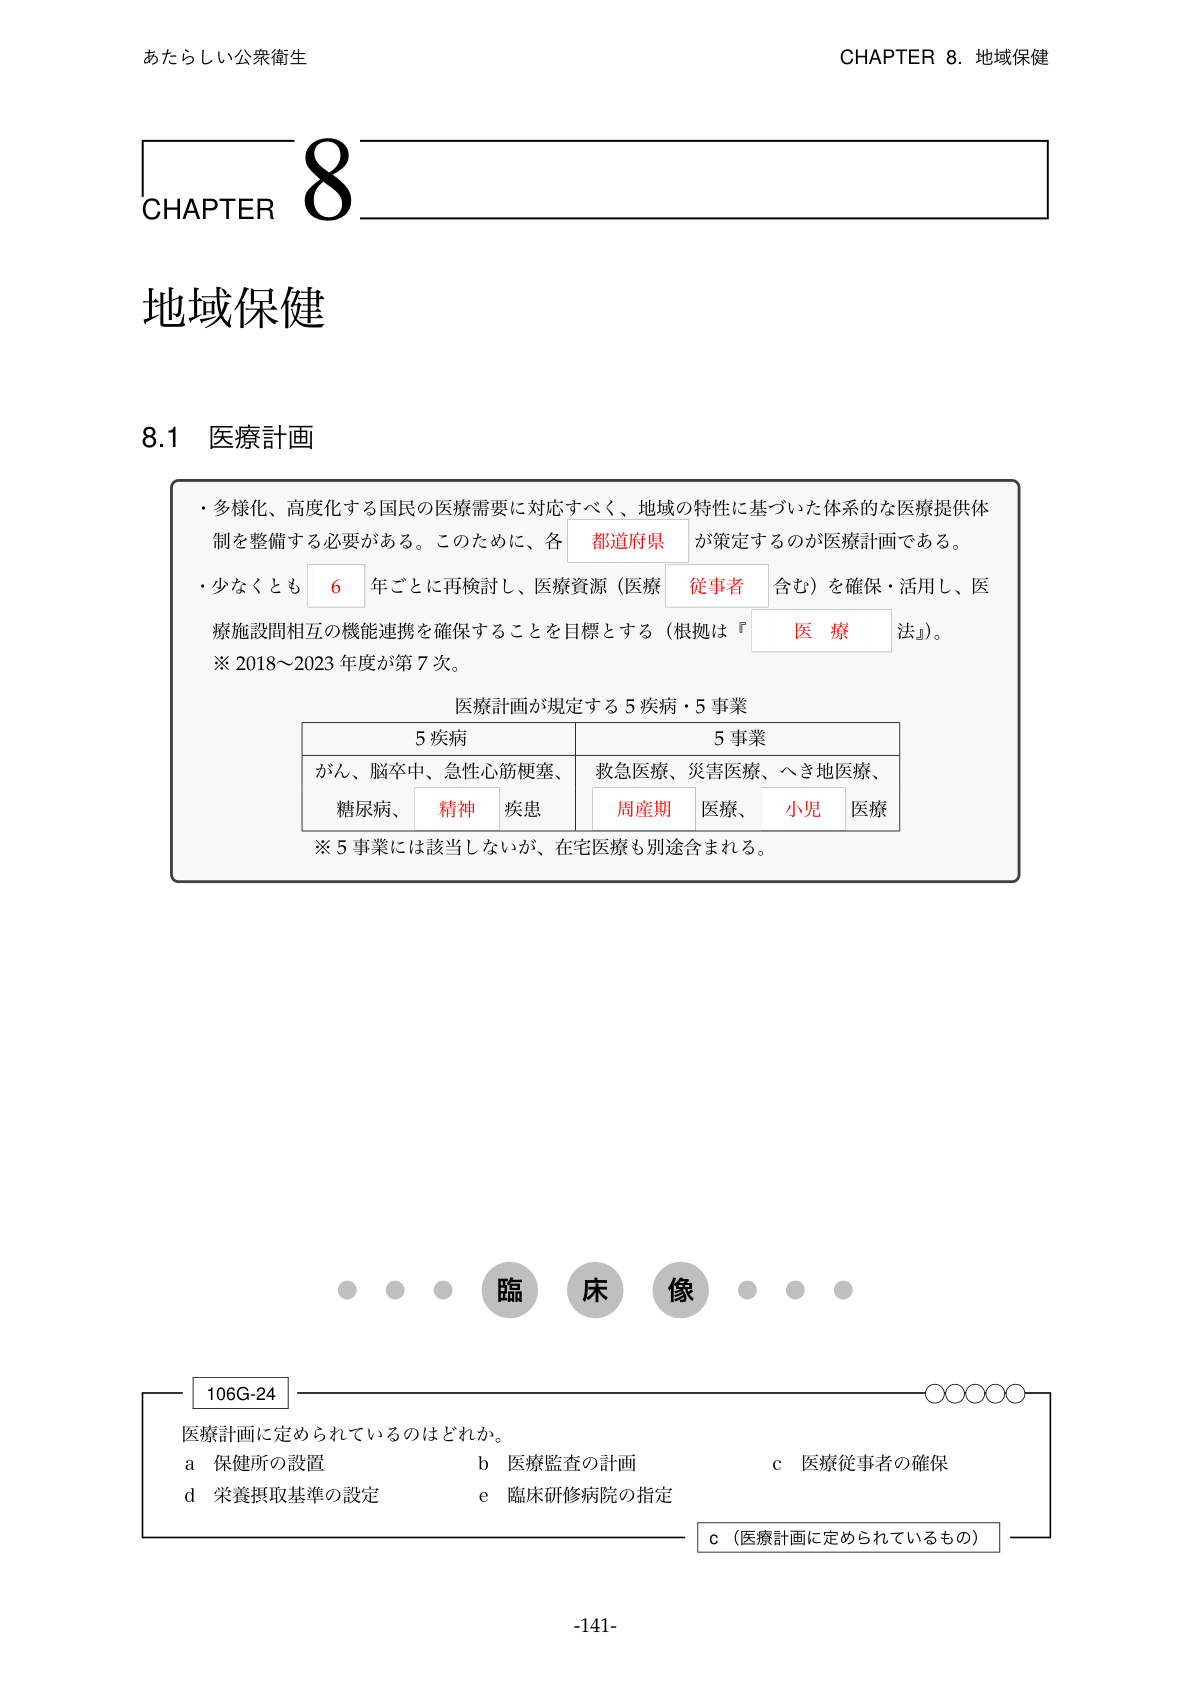 あたらしい公衆衛生
CHAPTER 8. 地域保健
CHAPTER 8
地域保健
8.1 医療計画
・多様化、高度化する国民の医療需要に対応すべく、地域の特性に基づいた体系的な医療提供体
制を整備する必要がある。このために、各 都道府県 が策定するのが医療計画である。
・少なくとも 6 年ごとに再検討し、医療資源（医療 従事者 含む）を確保・活用し、医
療施設間相互の機能連携を確保することを目標とする（根拠は『 医 療 法』）。
※ 2018〜2023 年度が第 7 次。
医療計画が規定する 5 疾病・5 事業
5 疾病 5 事業
がん、脳卒中、急性心筋梗塞、 救急医療、災害医療、へき地医療、
糖尿病、 精神 疾患 周産期 医療、 小児 医療
※ 5 事業には該当しないが、在宅医療も別途含まれる。
臨 床 像
106G-24
医療計画に定められているのはどれか。
a 保健所の設置 b 医療監査の計画 c 医療従事者の確保
d 栄養摂取基準の設定 e 臨床研修病院の指定
c （医療計画に定められているもの）
-141-